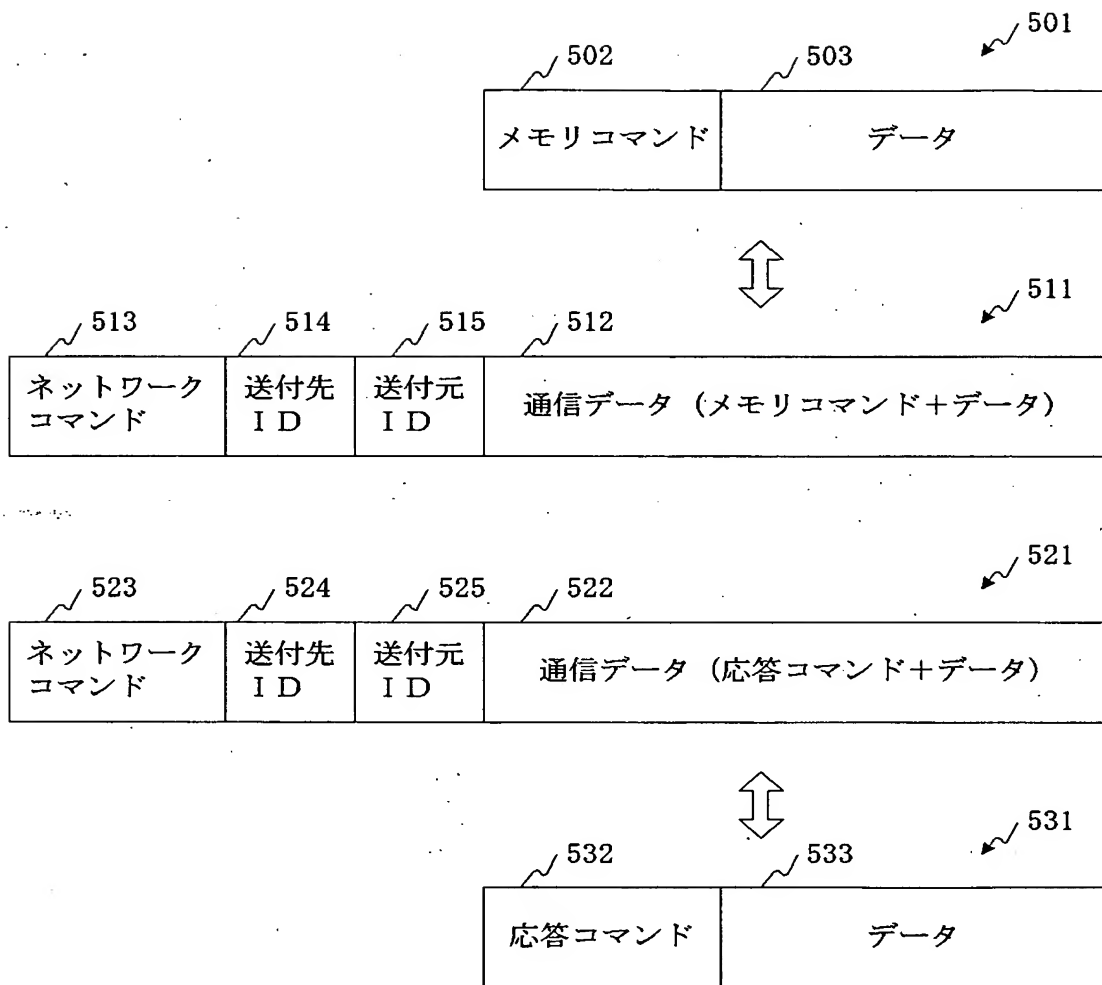 501
502 503
メモリコマンド データ
511
513 514 515 512
ネットワーク
コマンド
送付先
ID
送付元
ID
通信データ(メモリコマンド+データ)
521
523 524 525 522
ネットワーク
コマンド
送付先
ID
送付元
ID
通信データ(応答コマンド+データ)
531
532 533
応答コマンド データ